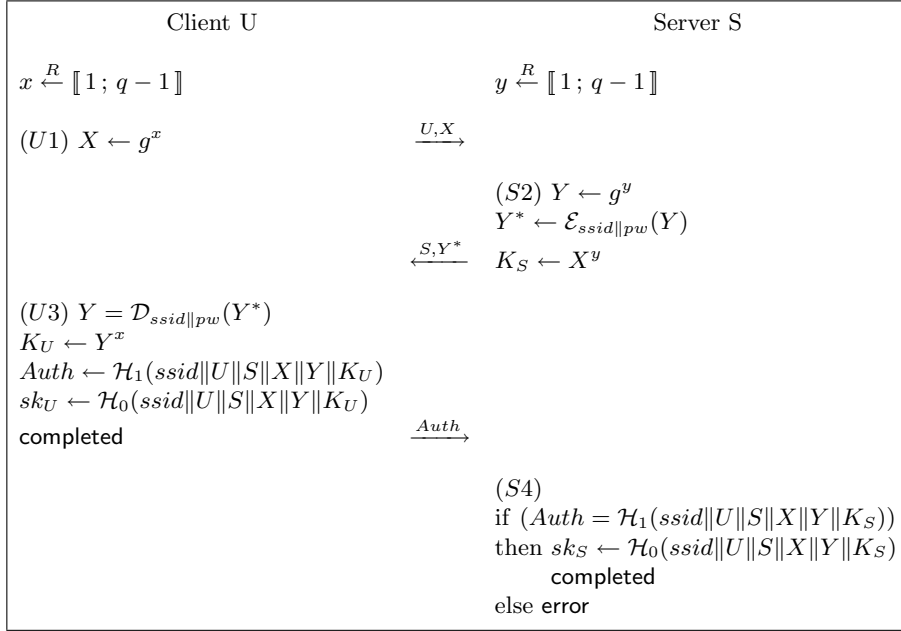 Client U Server S
x ←R ⟦1; q − 1⟧ y ←R ⟦1; q − 1⟧
(U1) X ← g^x U,X →
(S2) Y ← g^y
Y* ← ℰ_{ssid∥pw}(Y)
← S,Y* K_S ← X^y
(U3) Y = 𝒟_{ssid∥pw}(Y*)
K_U ← Y^x
Auth ← ℋ_1(ssid∥U∥S∥X∥Y∥K_U)
sk_U ← ℋ_0(ssid∥U∥S∥X∥Y∥K_U)
completed Auth →
(S4)
if (Auth = ℋ_1(ssid∥U∥S∥X∥Y∥K_S))
then sk_S ← ℋ_0(ssid∥U∥S∥X∥Y∥K_S)
completed
else error